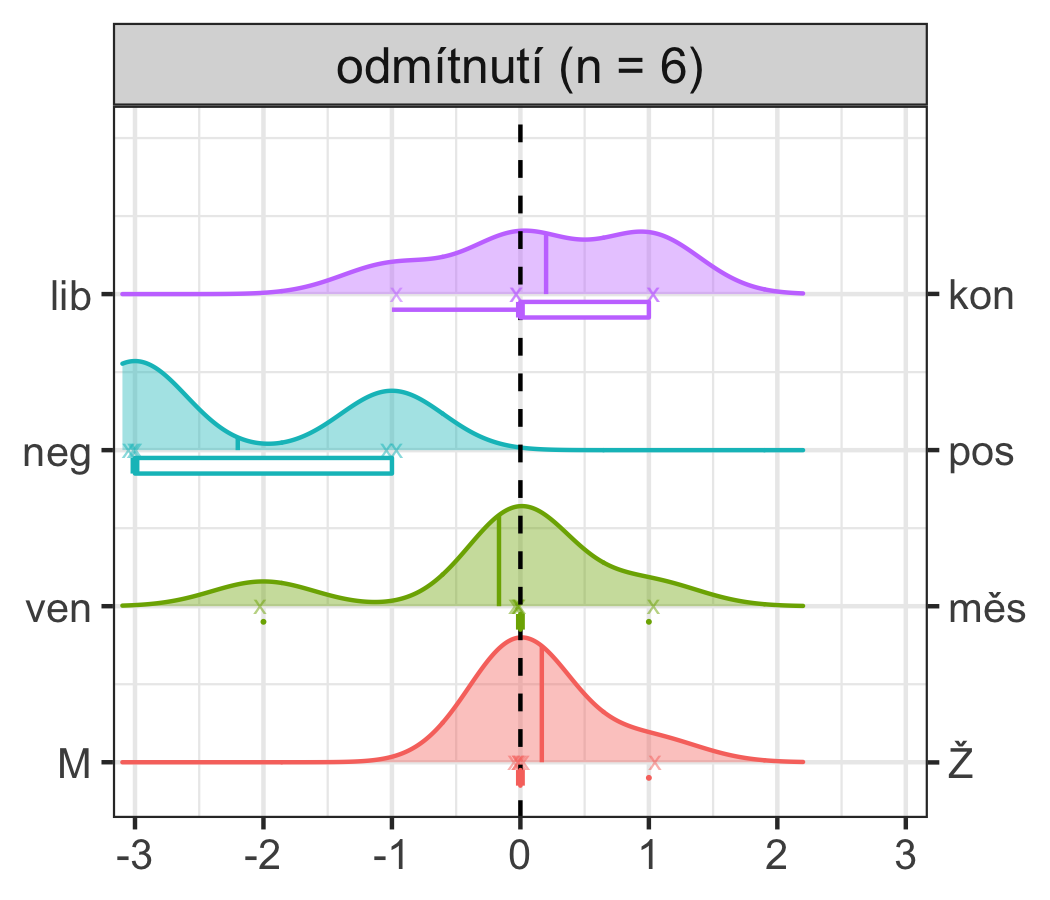 odmítnutí (n = 6)
lib kon
neg pos
ven měs
M Ž
-3 -2 -1 0 1 2 3